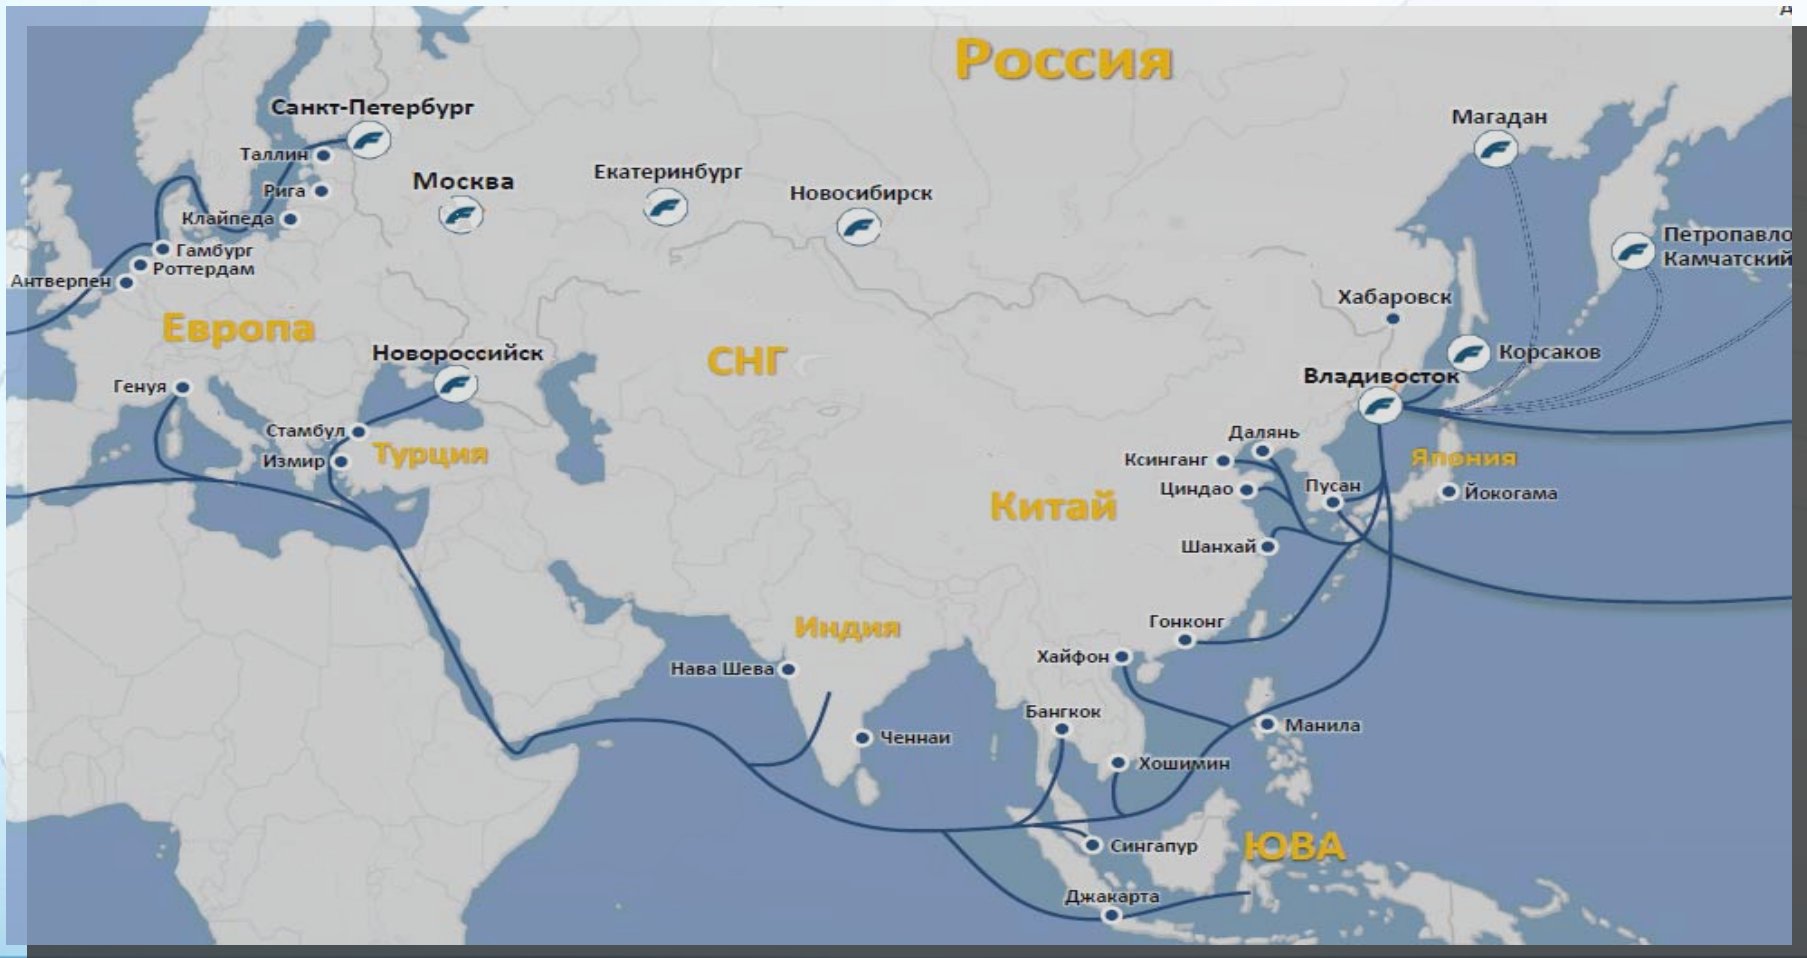 Россия
Магадан
Санкт-Петербург
Таллин
Рига
Клайпеда
Москва
Екатеринбург
Новосибирск
Гамбург
Роттердам
Антверпен
Петропавло
Камчатский
Хабаровск
Европа
Новороссийск
СНГ
Корсаков
Владивосток
Генуя
Стамбул
Турция
Измир
Далянь
Ксинганг
Япония
Циндао
Пусан
Йокогама
Китай
Шанхай
Индия
Гонконг
Хайфон
Нава Шева
Бангкок
Манила
Ченнаи
Хошимин
Сингапур
ЮВА
Джакарта